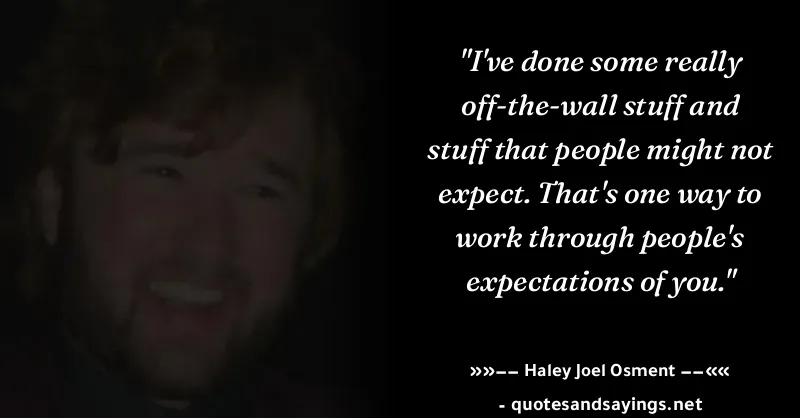 "I've done some really
off-the-wall stuff and
stuff that people might not
expect. That's one way to
work through people's
expectations of you."
»»−− Haley Joel Osment −−««
- quotesandsayings.net